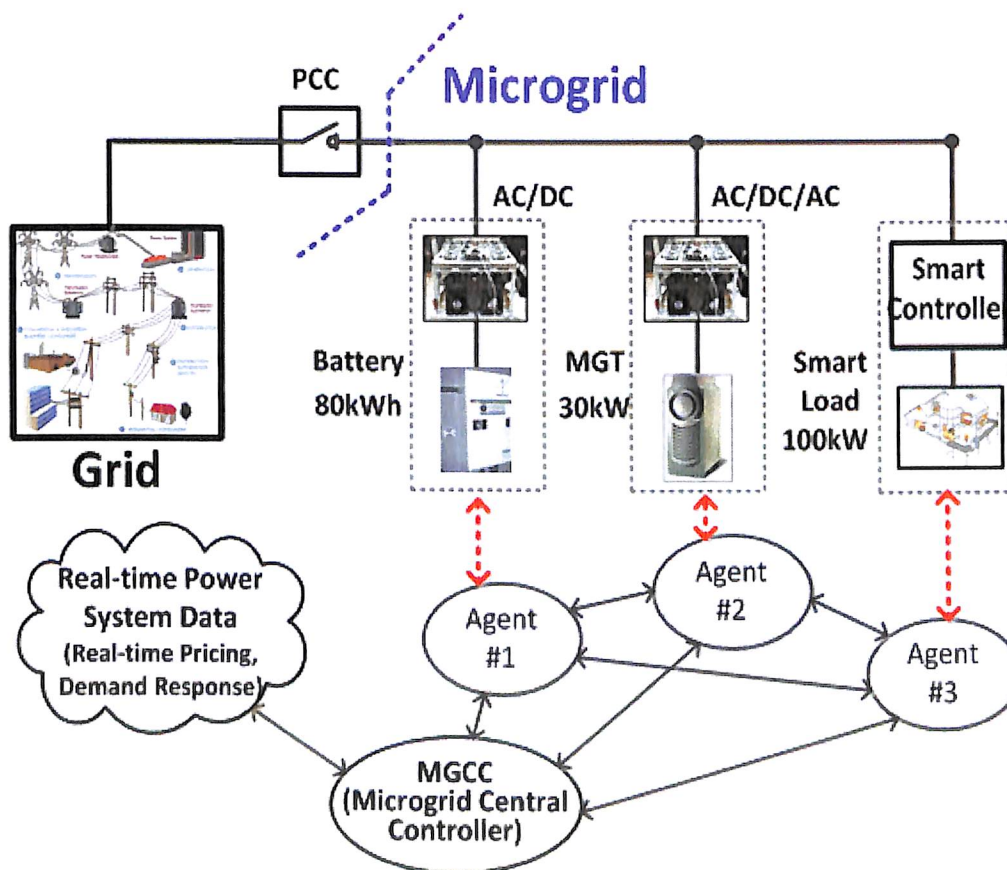 PCC
Microgrid
AC/DC
AC/DC/AC
Smart
Controlle
Battery
80kWh
MGT
30kW
Smart
Load
100kW
Grid
Real-time Power
System Data
(Real-time Pricing,
Demand Response)
Agent
#1
Agent
#2
Agent
#3
MGCC
(Microgrid Central
Controller)